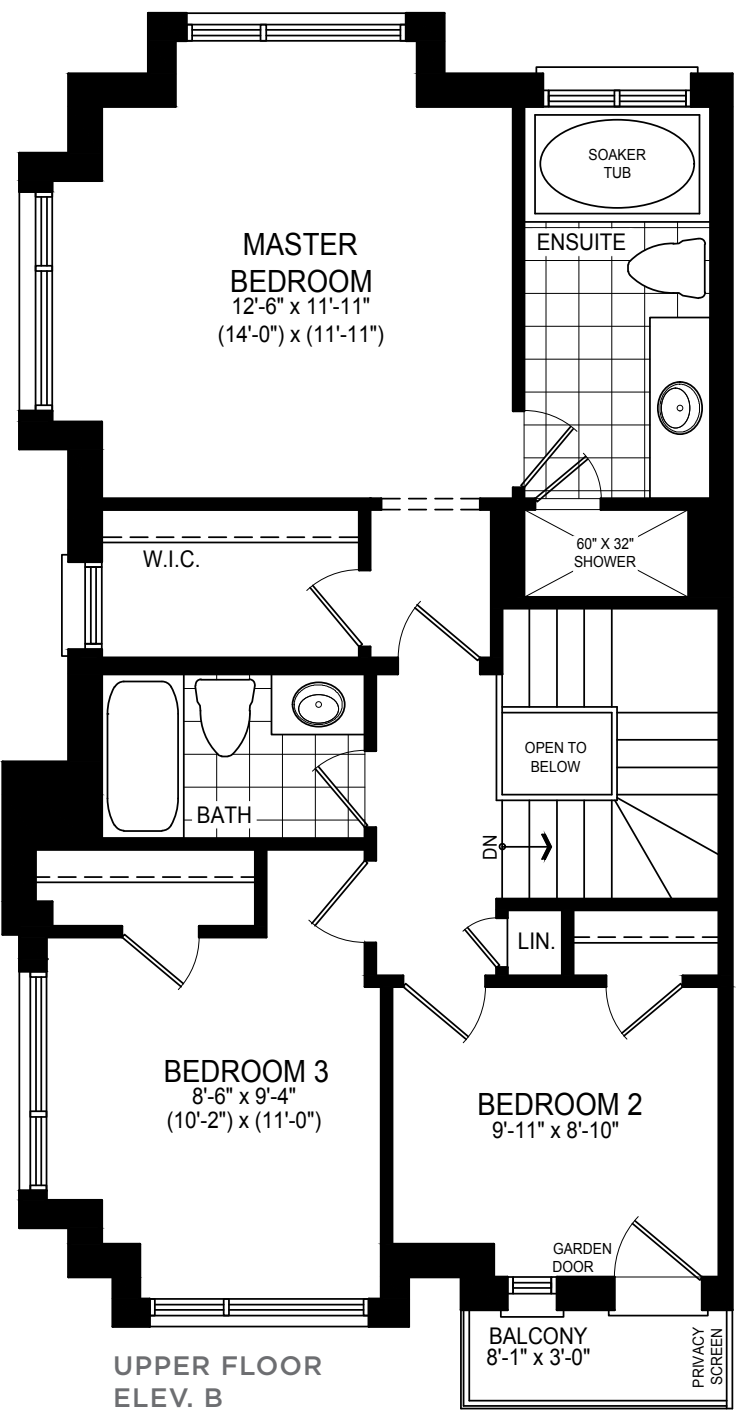 SOAKER
TUB
ENSUITE
MASTER
BEDROOM
12'-6" x 11'-11"
(14'-0") x (11'-11")
60" X 32"
SHOWER
W.I.C.
OPEN TO
BELOW
BATH
DN
LIN.
BEDROOM 3
8'-6" x 9'-4"
(10'-2") x (11'-0")
BEDROOM 2
9'-11" x 8'-10"
GARDEN
DOOR
BALCONY
8'-1" x 3'-0"
PRIVACY
SCREEN
UPPER FLOOR
ELEV. B